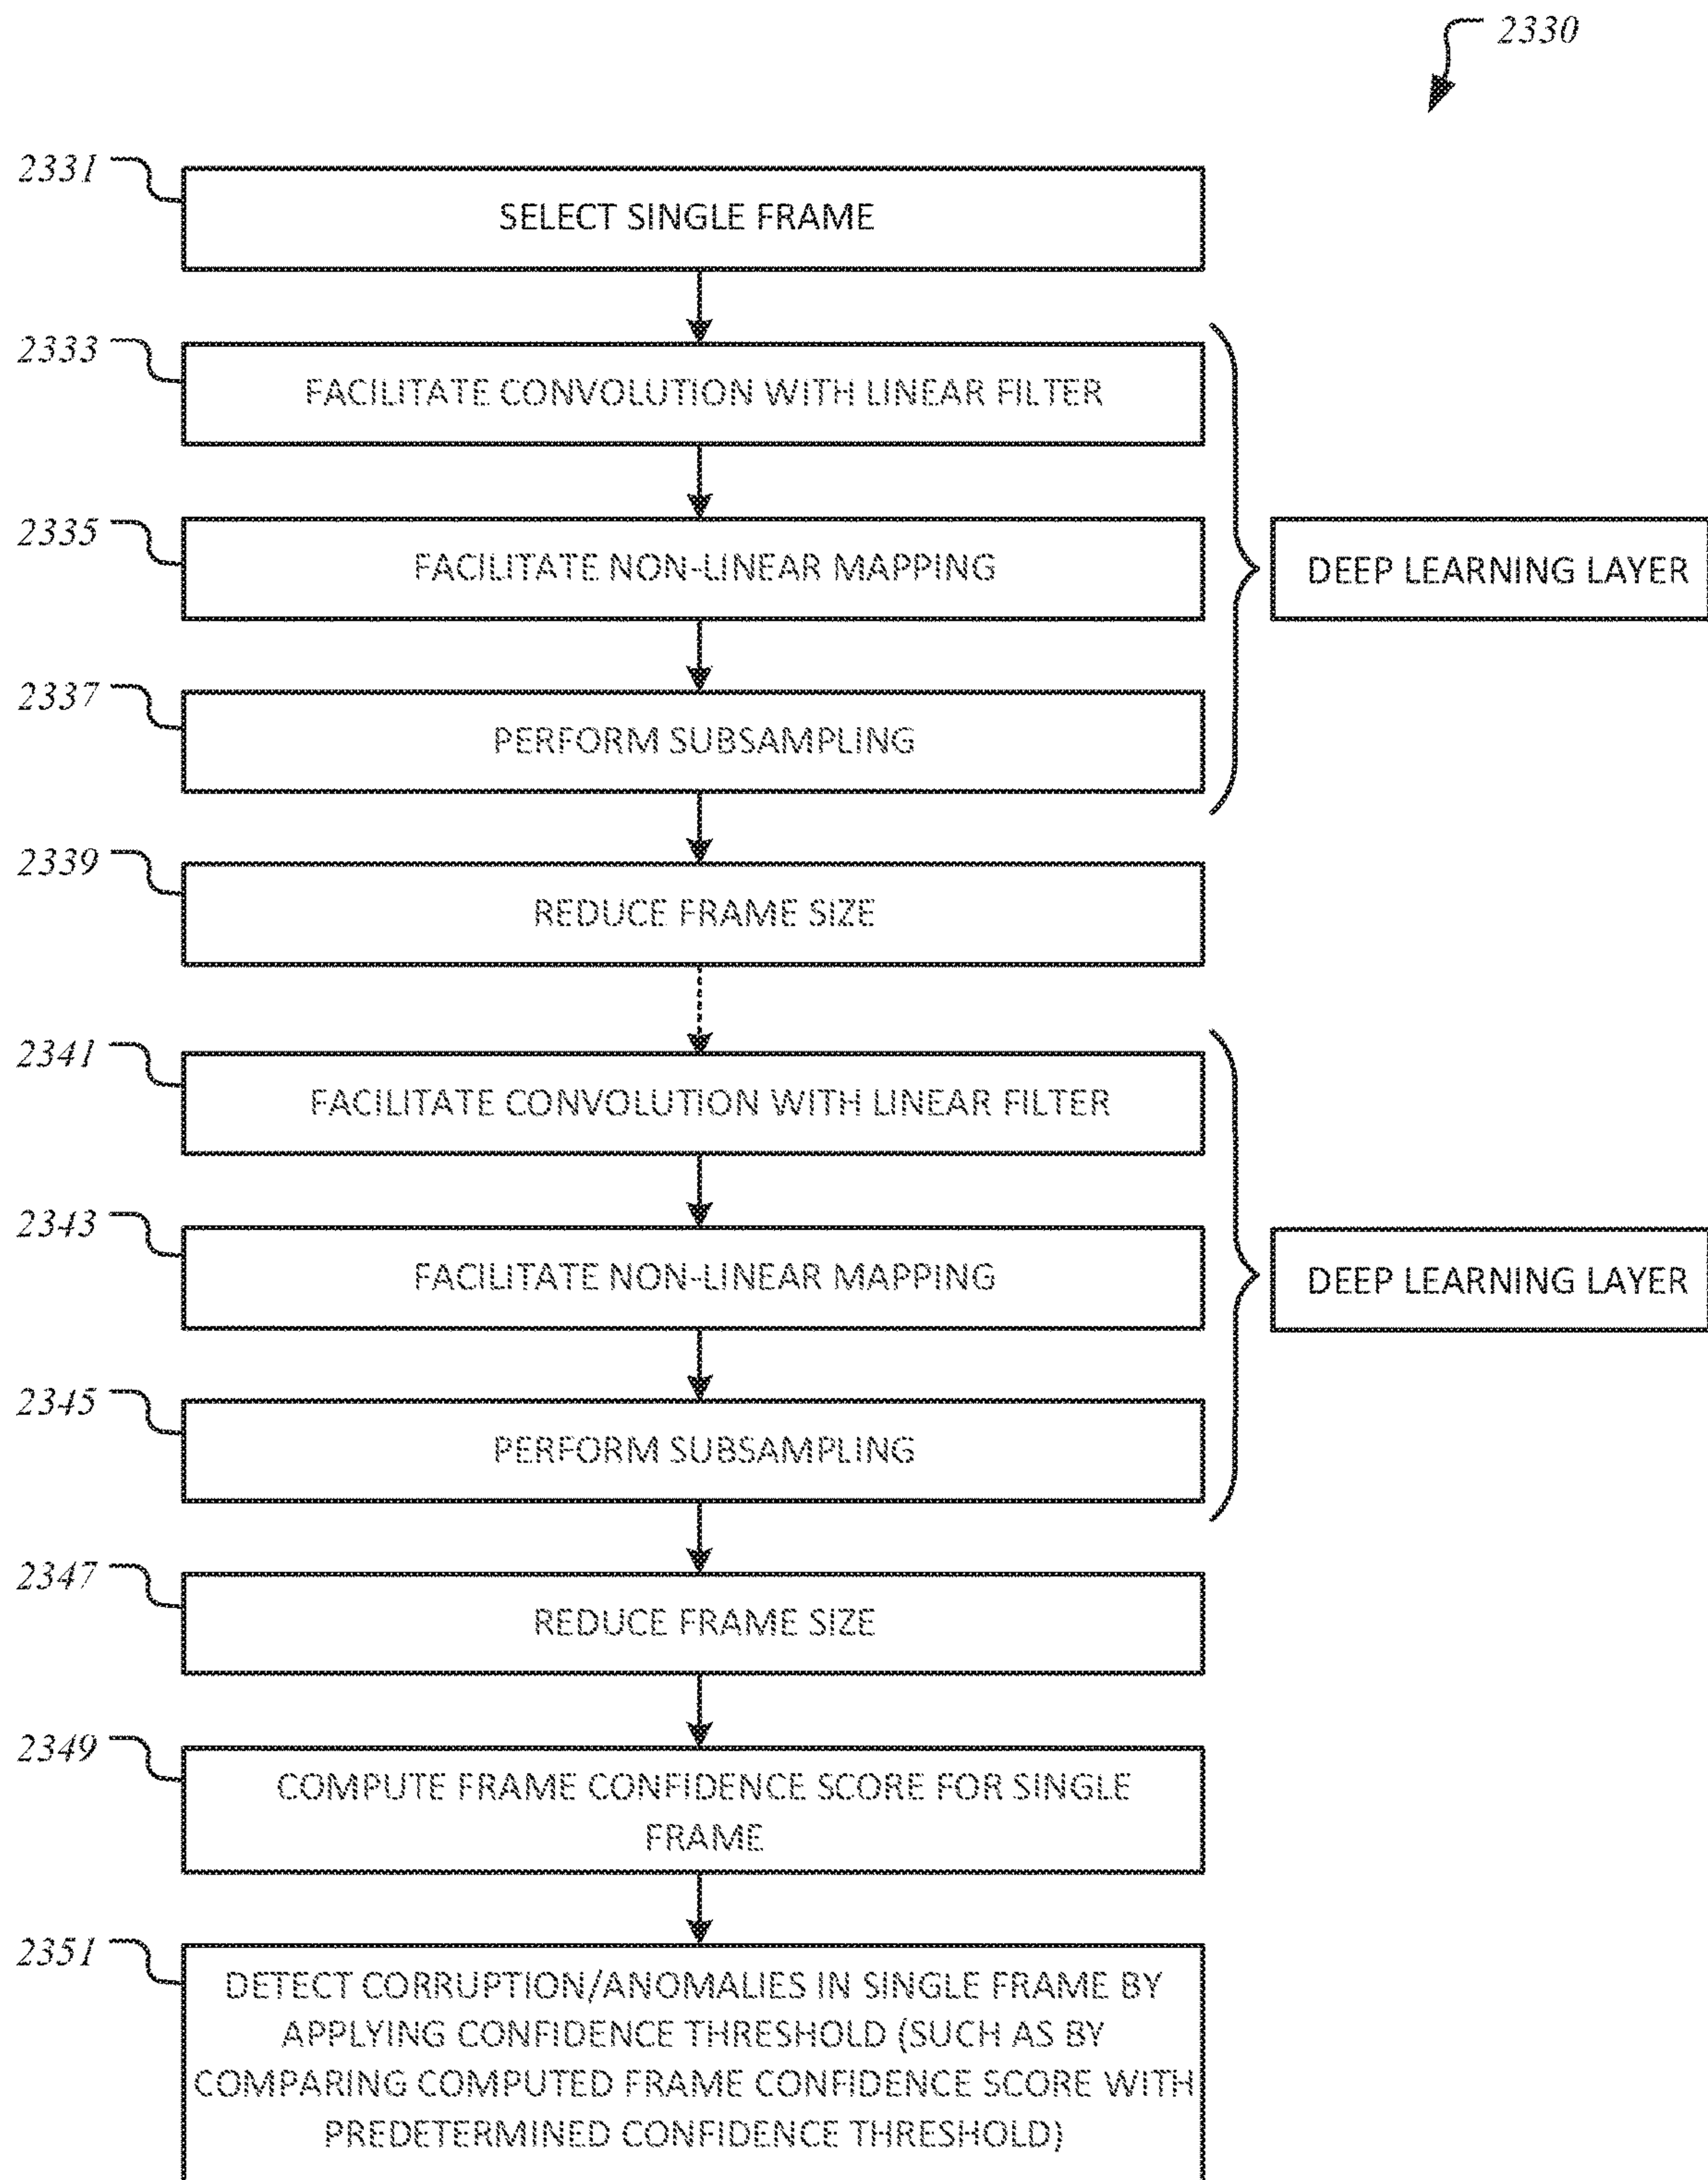 2330
2331
SELECT SINGLE FRAME
2333
FACILITATE CONVOLUTION WITH LINEAR FILTER
2335
FACILITATE NON-LINEAR MAPPING
DEEP LEARNING LAYER
2337
PERFORM SUBSAMPLING
2339
REDUCE FRAME SIZE
2341
FACILITATE CONVOLUTION WITH LINEAR FILTER
2343
FACILITATE NON-LINEAR MAPPING
DEEP LEARNING LAYER
2345
PERFORM SUBSAMPLING
2347
REDUCE FRAME SIZE
2349
COMPUTE FRAME CONFIDENCE SCORE FOR SINGLE
FRAME
2351
DETECT CORRUPTION/ANOMALIES IN SINGLE FRAME BY
APPLYING CONFIDENCE THRESHOLD (SUCH AS BY
COMPARING COMPUTED FRAME CONFIDENCE SCORE WITH
PREDETERMINED CONFIDENCE THRESHOLD)